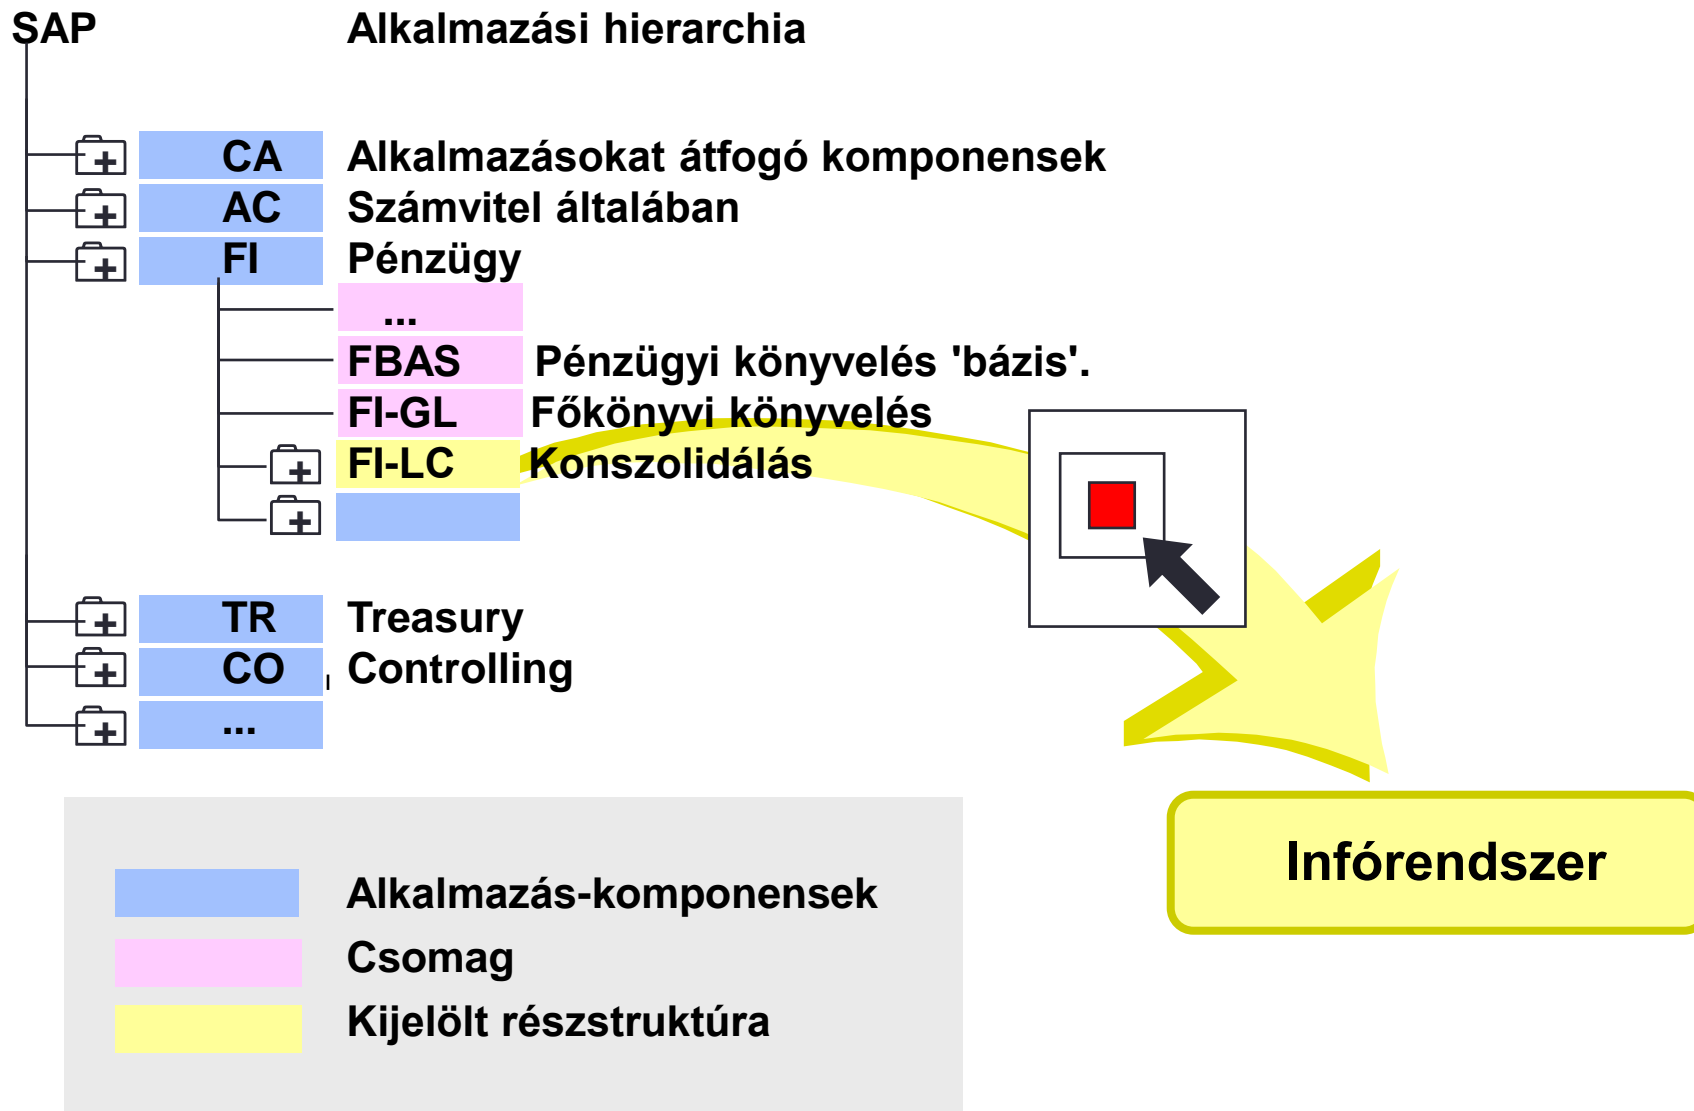 SAP Alkalmazási hierarchia
CA Alkalmazásokat átfogó komponensek
AC Számvitel általában
FI Pénzügy
...
FBAS Pénzügyi könyvelés 'bázis'.
FI-GL Főkönyvi könyvelés
FI-LC Konszolidálás
TR Treasury
CO Controlling
...
Infórendszer
Alkalmazás-komponensek
Csomag
Kijelölt részstruktúra